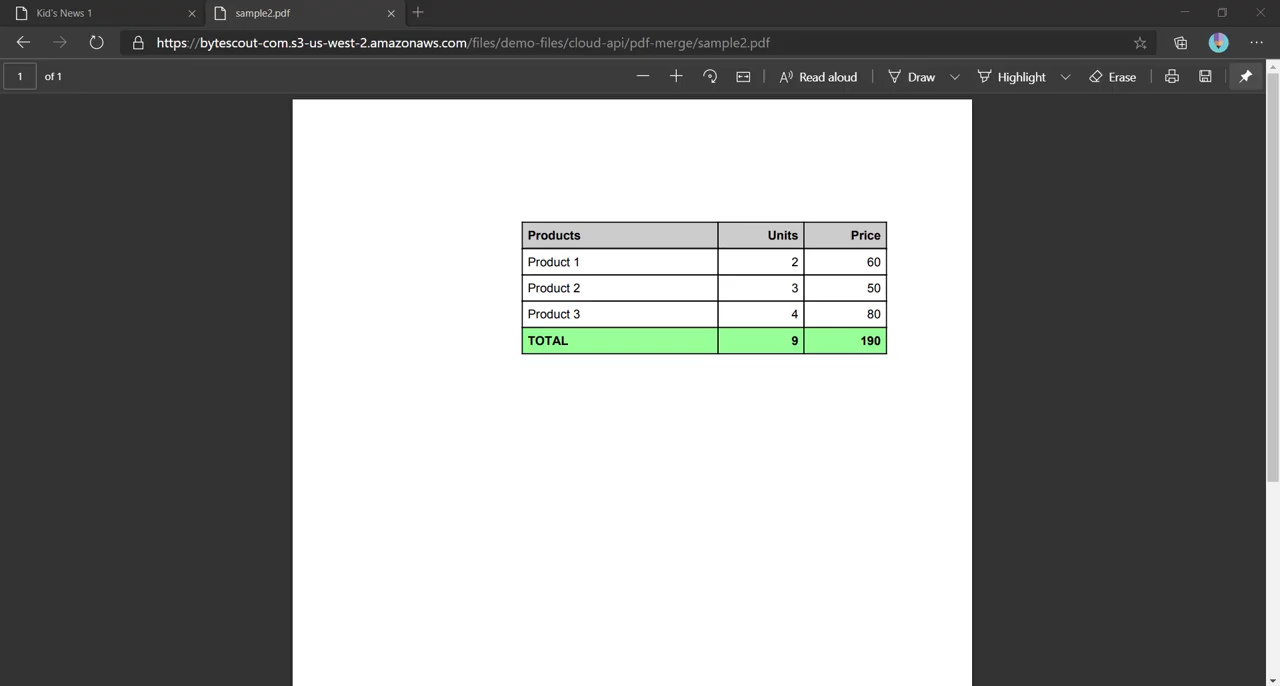 Kid's News 1
sample2.pdf
https://bytescout-com.s3-us-west-2.amazonaws.com/files/demo-files/cloud-api/pdf-merge/sample2.pdf
1 of 1 Read aloud Draw Highlight Erase
Products Units Price
Product 1 2 60
Product 2 3 50
Product 3 4 80
TOTAL 9 190